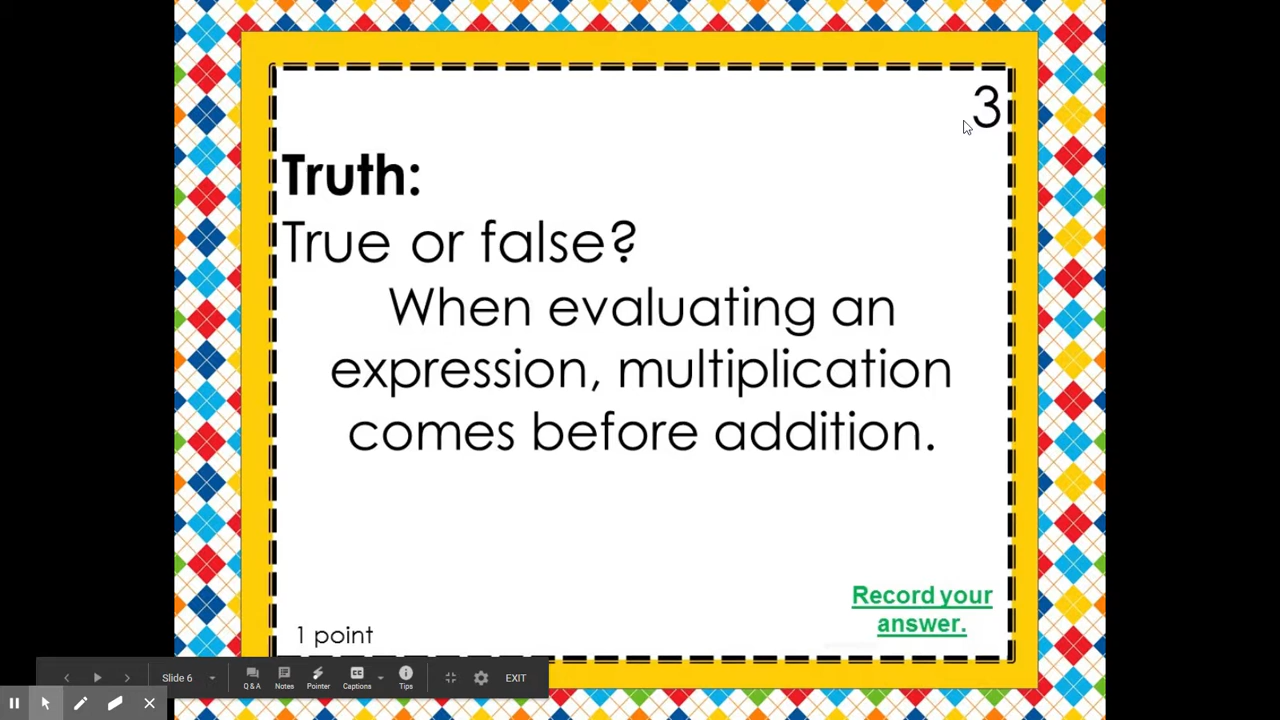 3
Truth:
True or false?
When evaluating an
expression, multiplication
comes before addition.
Record your
answer.
1 point
Slide 6
Q & A
Notes
Pointer
Captions
Tips
EXIT